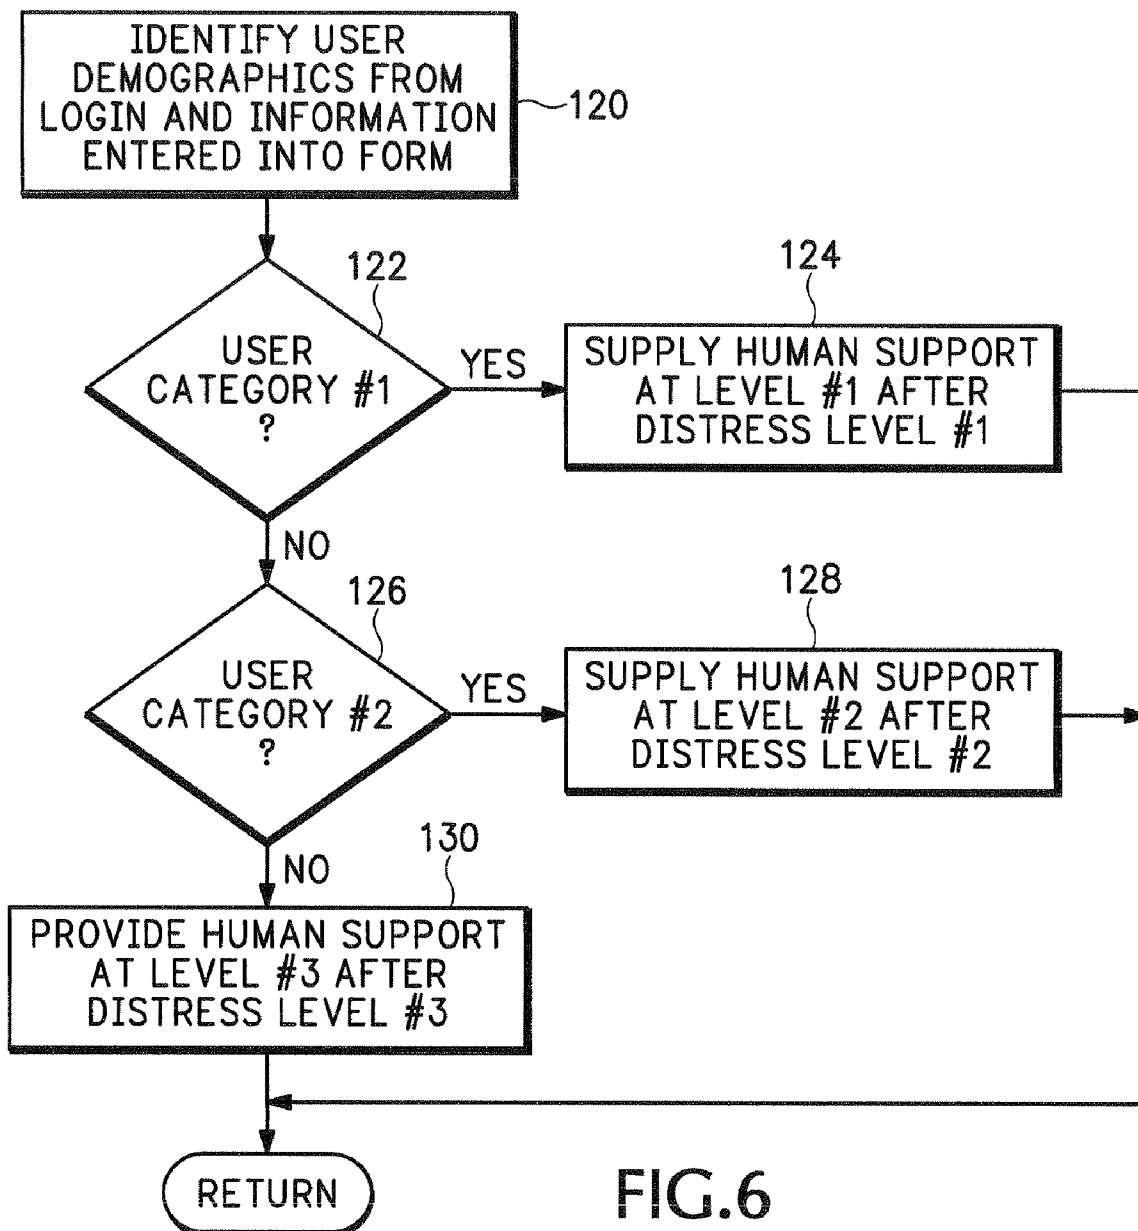 IDENTIFY USER
DEMOGRAPHICS FROM
LOGIN AND INFORMATION
ENTERED INTO FORM
120
122
USER
CATEGORY #1
?
YES
124
SUPPLY HUMAN SUPPORT
AT LEVEL #1 AFTER
DISTRESS LEVEL #1
NO
126
USER
CATEGORY #2
?
YES
128
SUPPLY HUMAN SUPPORT
AT LEVEL #2 AFTER
DISTRESS LEVEL #2
NO
130
PROVIDE HUMAN SUPPORT
AT LEVEL #3 AFTER
DISTRESS LEVEL #3
RETURN
FIG.6